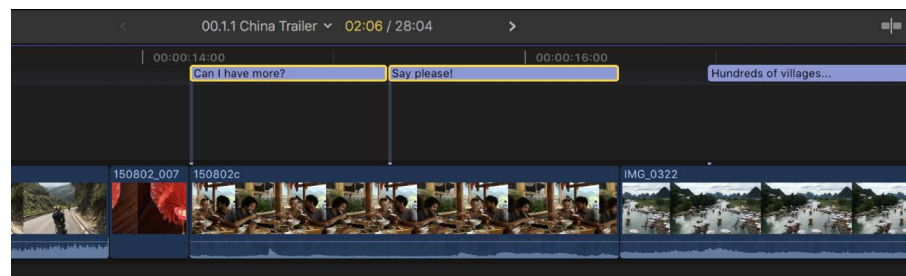 00.1.1 China Trailer 02:06 / 28:04
00:00:14:00 00:00:16:00
Can I have more? Say please! Hundreds of villages...
150802_007 150802c IMG_0322